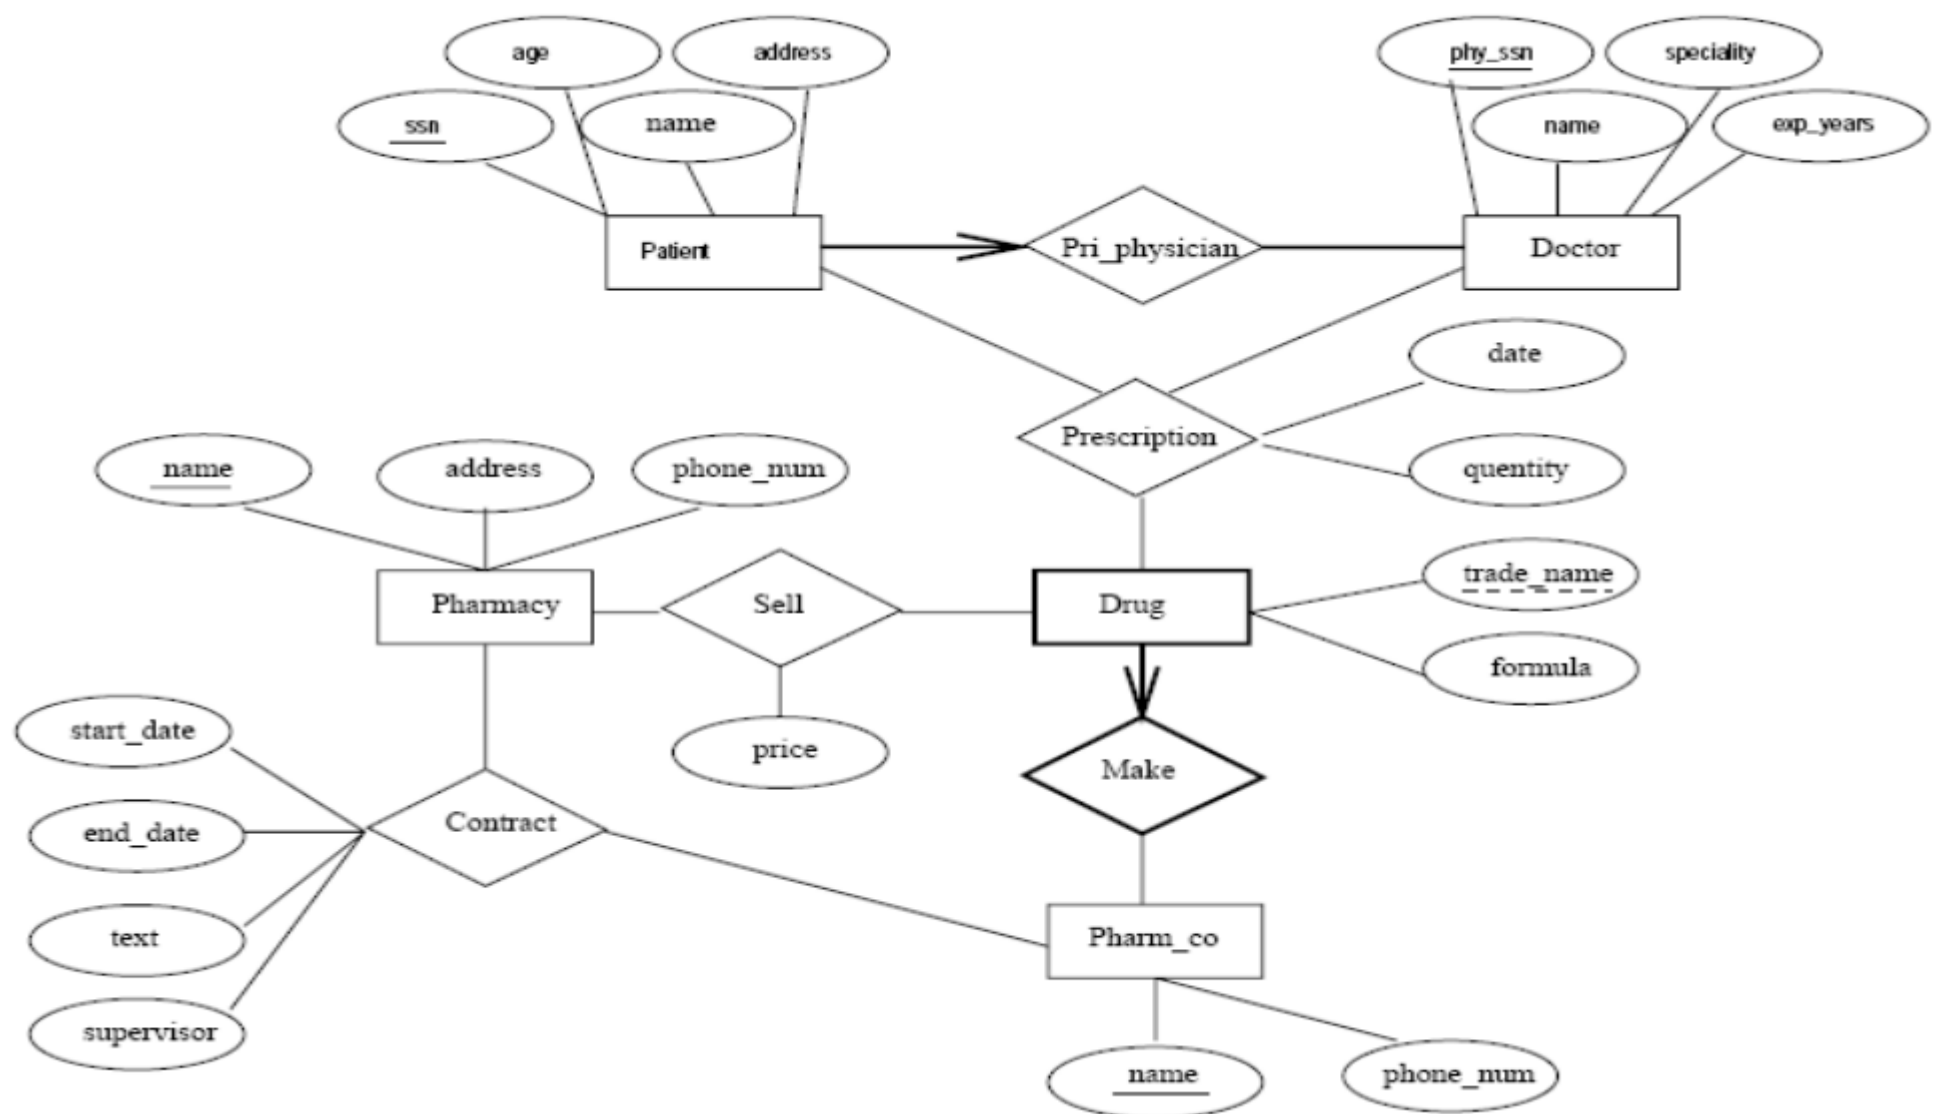 age
address
phy_ssn
speciality
ssn
name
name
exp_years
Patient
Pri_physician
Doctor
date
Prescription
name
address
phone_num
quentity
trade_name
Pharmacy
Sell
Drug
formula
start_date
price
Make
end_date
Contract
text
Pharm_co
supervisor
name
phone_num